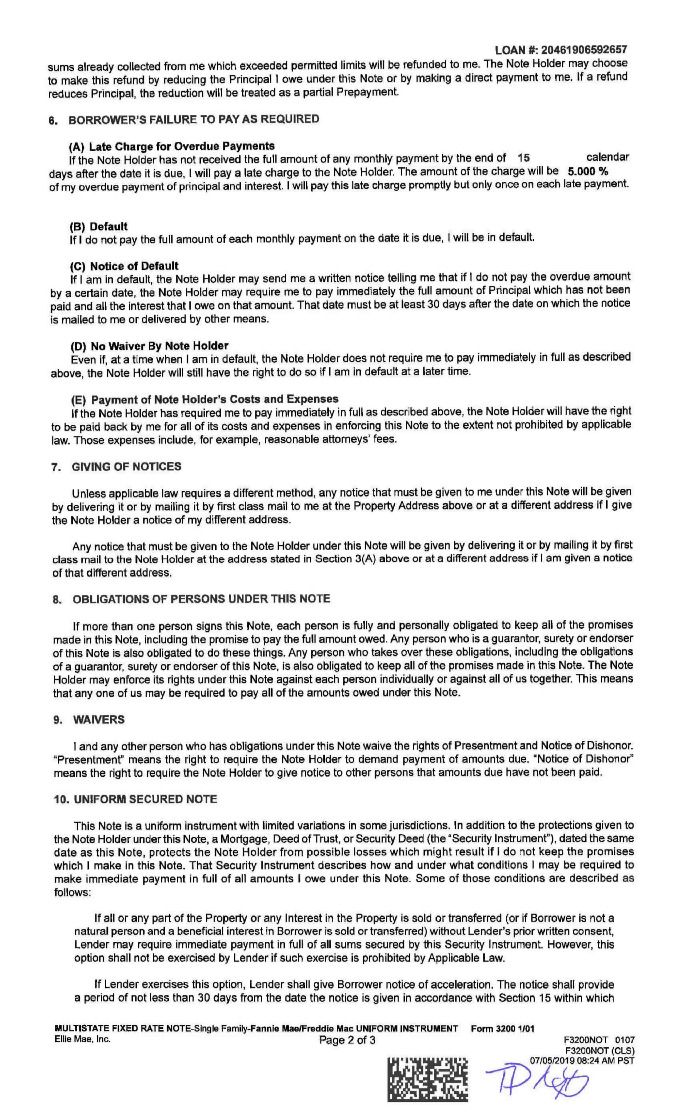 LOAN #: 20461906592657
sums already collected from me which exceeded permitted limits will be refunded to me. The Note Holder may choose
to make this refund by reducing the Principal I owe under this Note or by making a direct payment to me. If a refund
reduces Principal, the reduction will be treated as a partial Prepayment.
6. BORROWER'S FAILURE TO PAY AS REQUIRED
(A) Late Charge for Overdue Payments
If the Note Holder has not received the full amount of any monthly payment by the end of 15 calendar
days after the date it is due, I will pay a late charge to the Note Holder. The amount of the charge will be 5.000 %
of my overdue payment of principal and interest. I will pay this late charge promptly but only once on each late payment.
(B) Default
If I do not pay the full amount of each monthly payment on the date it is due, I will be in default.
(C) Notice of Default
If I am in default, the Note Holder may send me a written notice telling me that if I do not pay the overdue amount
by a certain date, the Note Holder may require me to pay immediately the full amount of Principal which has not been
paid and all the interest that I owe on that amount. That date must be at least 30 days after the date on which the notice
is mailed to me or delivered by other means.
(D) No Waiver By Note Holder
Even if, at a time when I am in default, the Note Holder does not require me to pay immediately in full as described
above, the Note Holder will still have the right to do so if I am in default at a later time.
(E) Payment of Note Holder's Costs and Expenses
If the Note Holder has required me to pay immediately in full as described above, the Note Holder will have the right
to be paid back by me for all of its costs and expenses in enforcing this Note to the extent not prohibited by applicable
law. Those expenses include, for example, reasonable attorneys' fees.
7. GIVING OF NOTICES
Unless applicable law requires a different method, any notice that must be given to me under this Note will be given
by delivering it or by mailing it by first class mail to me at the Property Address above or at a different address if I give
the Note Holder a notice of my different address.
Any notice that must be given to the Note Holder under this Note will be given by delivering it or by mailing it by first
class mail to the Note Holder at the address stated in Section 3(A) above or at a different address if I am given a notice
of that different address.
8. OBLIGATIONS OF PERSONS UNDER THIS NOTE
If more than one person signs this Note, each person is fully and personally obligated to keep all of the promises
made in this Note, including the promise to pay the full amount owed. Any person who is a guarantor, surety or endorser
of this Note is also obligated to do these things. Any person who takes over these obligations, including the obligations
of a guarantor, surety or endorser of this Note, is also obligated to keep all of the promises made in this Note. The Note
Holder may enforce its rights under this Note against each person individually or against all of us together. This means
that any one of us may be required to pay all of the amounts owed under this Note.
9. WAIVERS
I and any other person who has obligations under this Note waive the rights of Presentment and Notice of Dishonor.
"Presentment" means the right to require the Note Holder to demand payment of amounts due. "Notice of Dishonor"
means the right to require the Note Holder to give notice to other persons that amounts due have not been paid.
10. UNIFORM SECURED NOTE
This Note is a uniform instrument with limited variations in some jurisdictions. In addition to the protections given to
the Note Holder under this Note, a Mortgage, Deed of Trust, or Security Deed (the "Security Instrument"), dated the same
date as this Note, protects the Note Holder from possible losses which might result if I do not keep the promises
which I make in this Note. That Security Instrument describes how and under what conditions I may be required to
make immediate payment in full of all amounts I owe under this Note. Some of those conditions are described as
follows:
If all or any part of the Property or any Interest in the Property is sold or transferred (or if Borrower is not a
natural person and a beneficial interest in Borrower is sold or transferred) without Lender's prior written consent,
Lender may require immediate payment in full of all sums secured by this Security Instrument. However, this
option shall not be exercised by Lender if such exercise is prohibited by Applicable Law.
If Lender exercises this option, Lender shall give Borrower notice of acceleration. The notice shall provide
a period of not less than 30 days from the date the notice is given in accordance with Section 15 within which
MULTISTATE FIXED RATE NOTE-Single Family-Fannie Mae/Freddie Mac UNIFORM INSTRUMENT Form 3200 1/01
Ellie Mae, Inc. Page 2 of 3 F3200NOT 0107
F3200NOT (CLS)
07/05/2019 08:24 AM PST